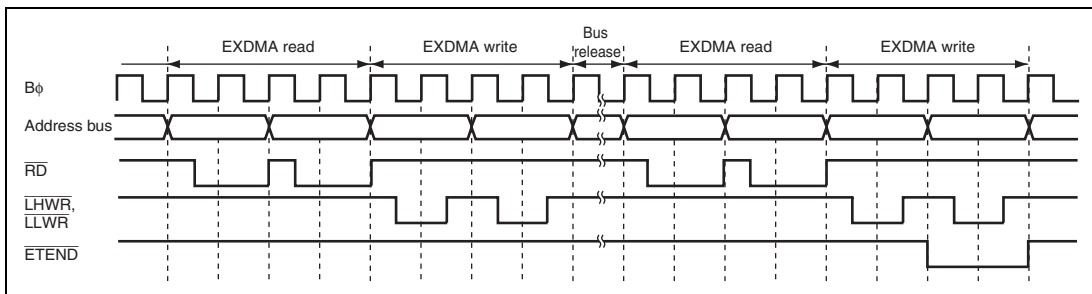 Bus
EXDMA read
EXDMA write
release
EXDMA read
EXDMA write
Bϕ
Address bus
RD
LHWR,
LLWR
ETEND